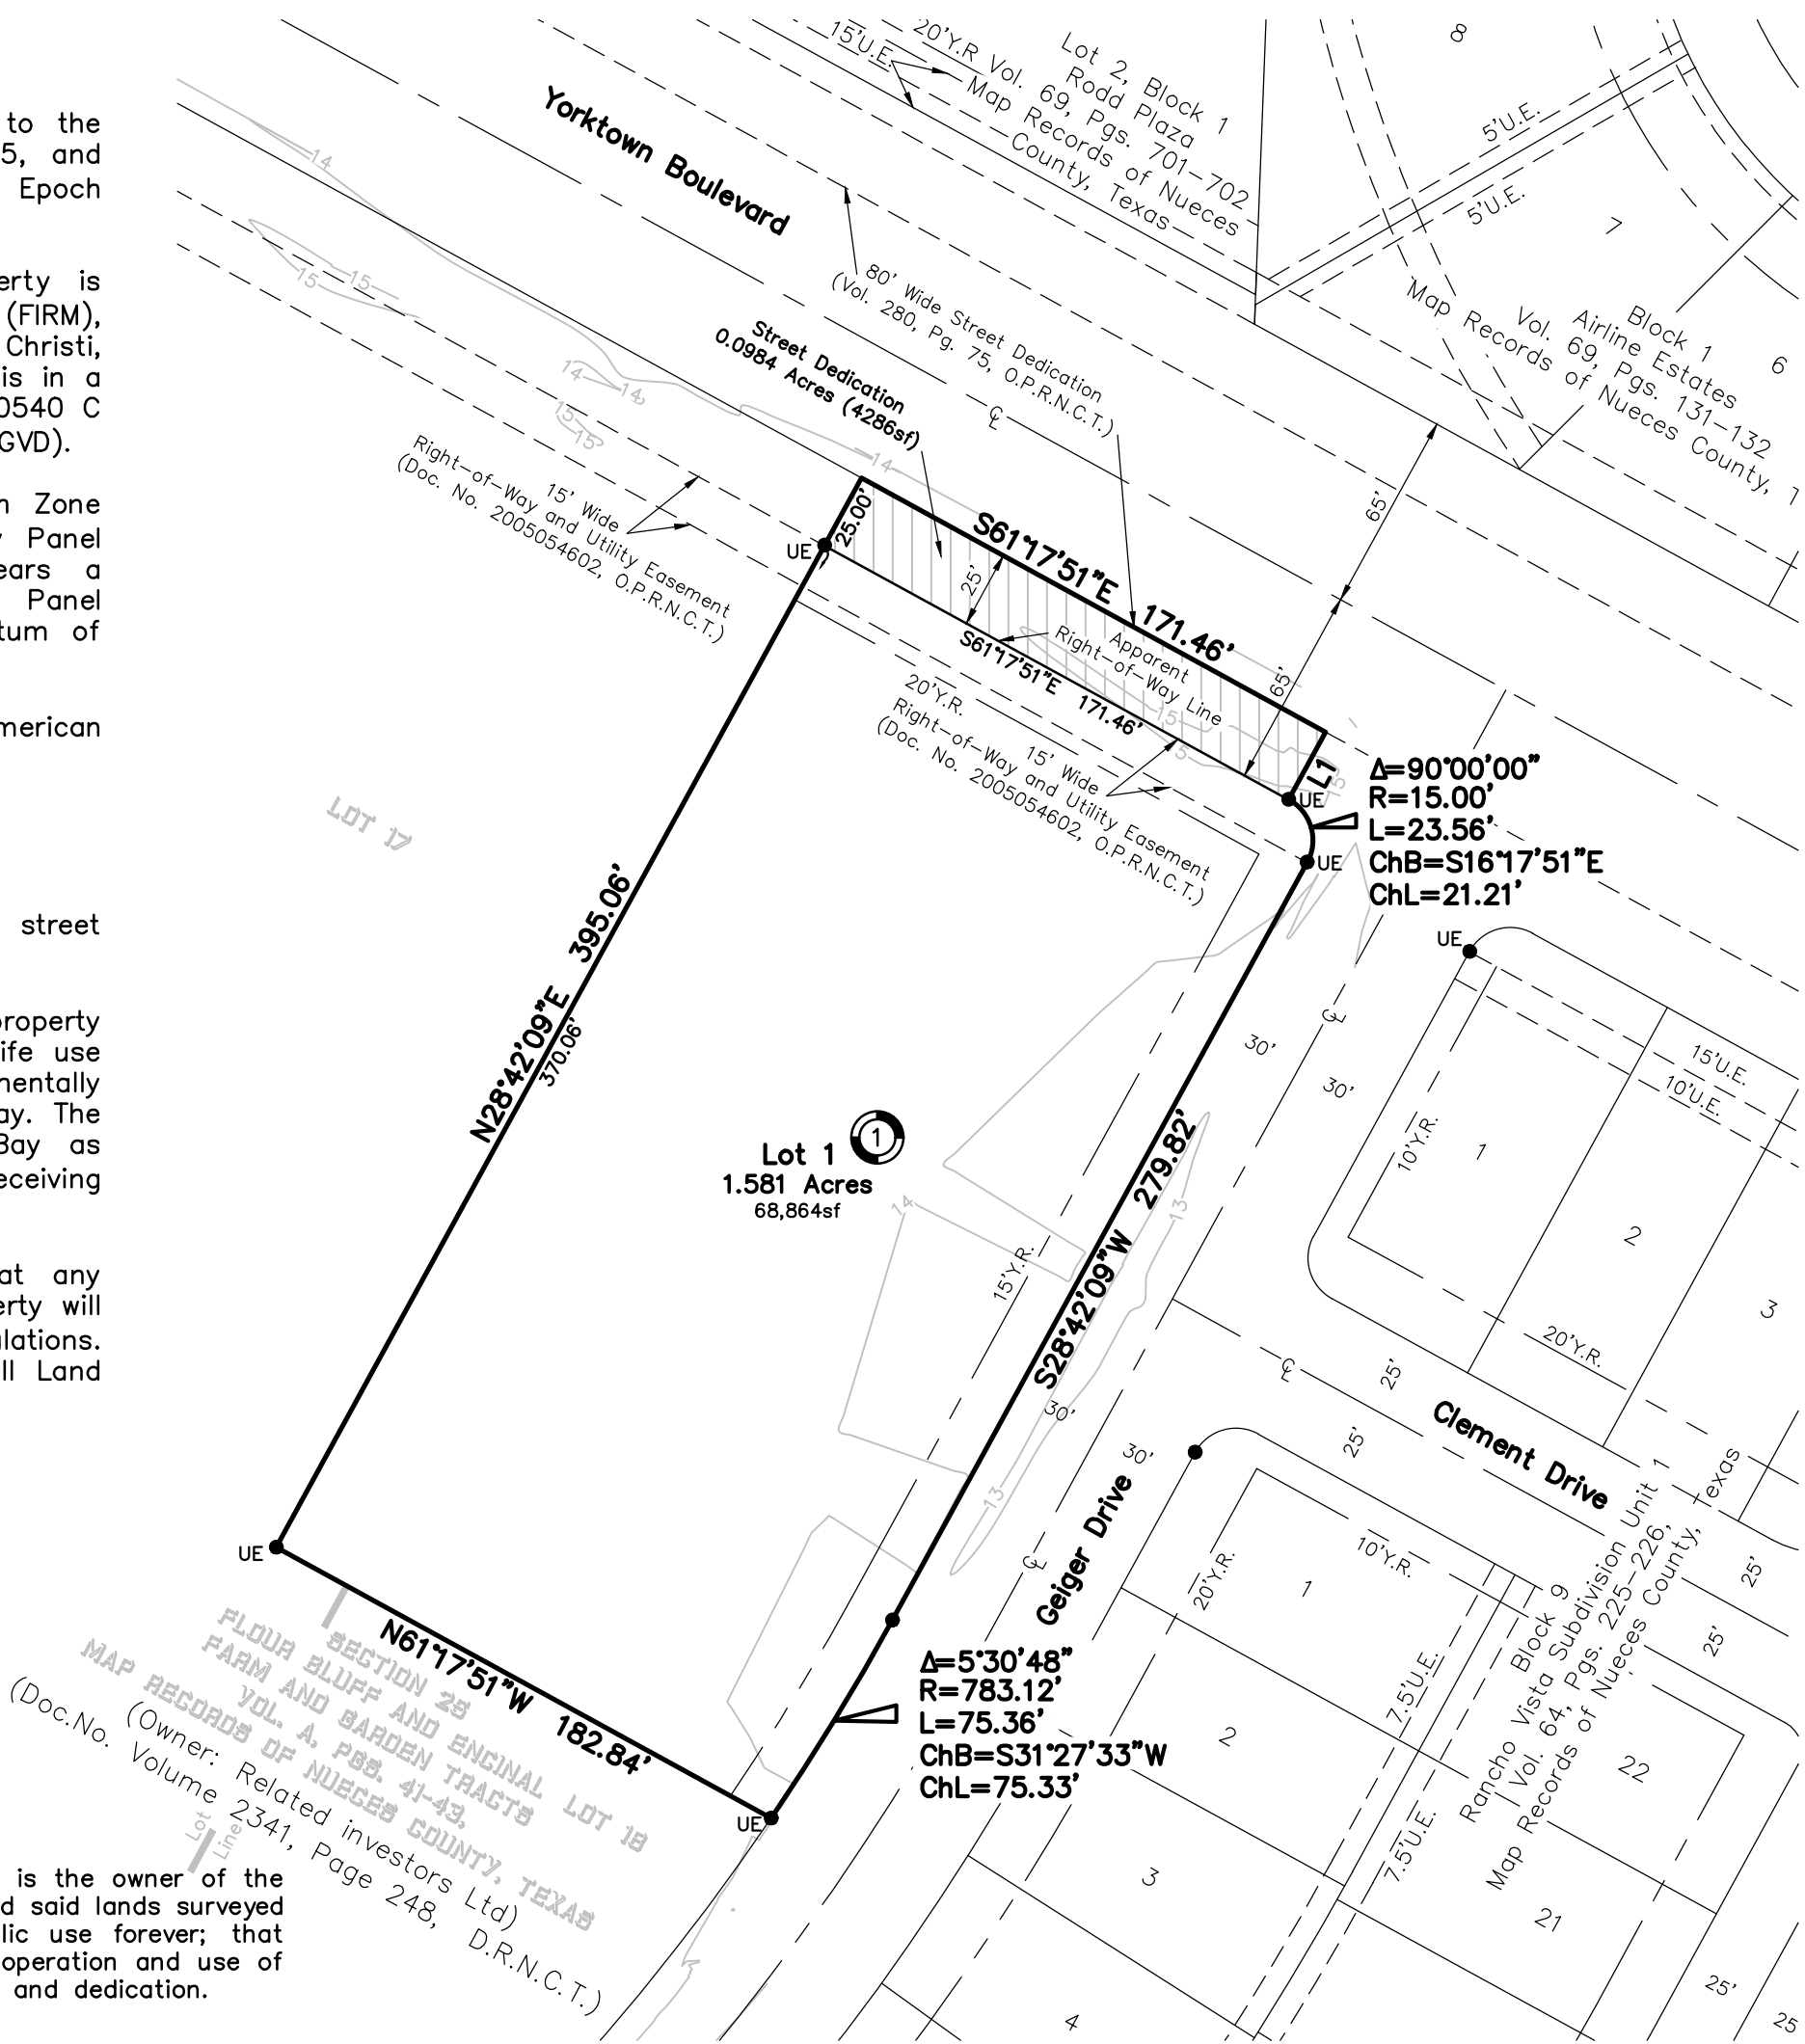 to the
5, and
Epoch
erty is
(FIRM),
Christi,
is in a
0540 C
GVD).
n Zone
y Panel
ears a
Panel
tum of
merican
street
property
ife use
mentally
ay. The
Bay as
eceiving
at any
erty will
ulations.
ll Land
is the owner of the
d said lands surveyed
lic use forever; that
operation and use of
and dedication.
Yorktown Boulevard
15'U.E.
20'Y.R
Lot 2, Block 1
Rodd Plaza
Vol. 69, Pgs. 701-702
Map Records of Nueces
County, Texas
8
5'U.E.
5'U.E.
7
6
Block 1
Airline Estates
Vol. 69, Pgs. 131-132
Map Records of Nueces County, T
80' Wide Street Dedication
(Vol. 280, Pg. 75, O.P.R.N.C.T.)
Street Dedication
0.0984 Acres (4286sf)
℄
14
15
15
14
14
15
15
14
15' Wide
Right-of-Way and Utility Easement
(Doc. No. 2005054602, O.P.R.N.C.T.)
UE
25.00'
S61°17'51"E 171.46'
25'
Apparent
Right-of-Way Line
S61°17'51"E 171.46'
65'
65'
15
15
L1
UE
UE
20'Y.R.
15' Wide
Right-of-Way and Utility Easement
(Doc. No. 2005054602, O.P.R.N.C.T.)
Δ=90°00'00"
R=15.00'
L=23.56'
ChB=S16°17'51"E
ChL=21.21'
LOT 17
N28°42'09"E 395.06'
370.06'
Lot 1
1
1.581 Acres
68,864sf
14
15'Y.R.
S28°42'09"W 279.82'
13
13
30'
30'
℄
30'
30'
℄
Geiger Drive
UE
15'U.E.
10'U.E.
10'Y.R.
1
2
3
20'Y.R.
℄
25'
25'
Clement Drive
25'
25'
10'Y.R.
20'Y.R.
1
2
3
4
7.5'U.E.
7.5'U.E.
22
21
25'
25
Block 9
Rancho Vista Subdivision Unit 1
Vol. 64, Pgs. 225-226,
Map Records of Nueces County, Texas
UE
N61°17'51"W 182.84'
UE
Δ=5°30'48"
R=783.12'
L=75.36'
ChB=S31°27'33"W
ChL=75.33'
SECTION 25
FLOUR BLUFF AND ENCINAL
FARM AND GARDEN TRACTS
VOL. A, PGS. 41-43,
MAP RECORDS OF NUECES COUNTY, TEXAS
LOT 18
Lot
Line
(Owner: Related investors Ltd)
(Doc.No. Volume 2341, Page 248, D.R.N.C.T.)